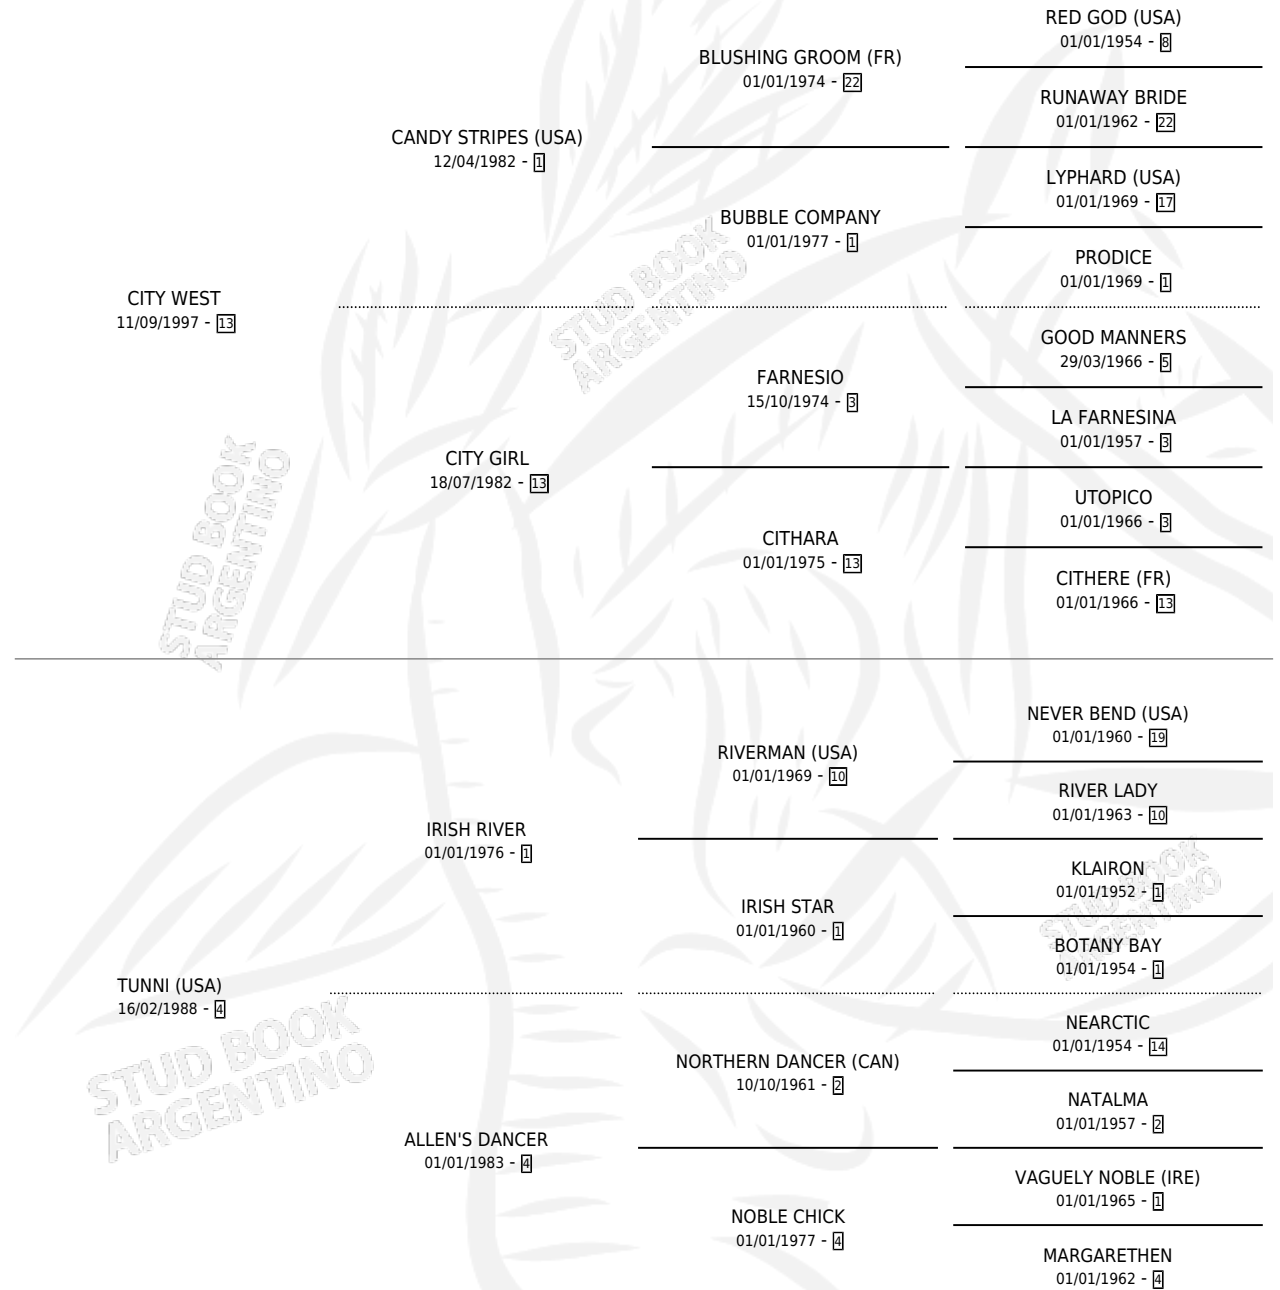 RED GOD (USA)
01/01/1954 - 8
BLUSHING GROOM (FR)
01/01/1974 - 22
RUNAWAY BRIDE
01/01/1962 - 22
CANDY STRIPES (USA)
12/04/1982 - 1
LYPHARD (USA)
01/01/1969 - 17
BUBBLE COMPANY
01/01/1977 - 1
PRODICE
01/01/1969 - 1
CITY WEST
11/09/1997 - 13
GOOD MANNERS
29/03/1966 - 5
FARNESIO
15/10/1974 - 3
LA FARNESINA
01/01/1957 - 3
CITY GIRL
18/07/1982 - 13
UTOPICO
01/01/1966 - 3
CITHARA
01/01/1975 - 13
CITHERE (FR)
01/01/1966 - 13
NEVER BEND (USA)
01/01/1960 - 19
RIVERMAN (USA)
01/01/1969 - 10
RIVER LADY
01/01/1963 - 10
IRISH RIVER
01/01/1976 - 1
KLAIRON
01/01/1952 - 1
IRISH STAR
01/01/1960 - 1
BOTANY BAY
01/01/1954 - 1
TUNNI (USA)
16/02/1988 - 4
NEARCTIC
01/01/1954 - 14
NORTHERN DANCER (CAN)
10/10/1961 - 2
NATALMA
01/01/1957 - 2
ALLEN'S DANCER
01/01/1983 - 4
VAGUELY NOBLE (IRE)
01/01/1965 - 1
NOBLE CHICK
01/01/1977 - 4
MARGARETHEN
01/01/1962 - 4
STUD BOOK
ARGENTINO
STUD BOOK
ARGENTINO
STUD BOOK
ARGENTINO
STUD BOOK
ARGENTINO